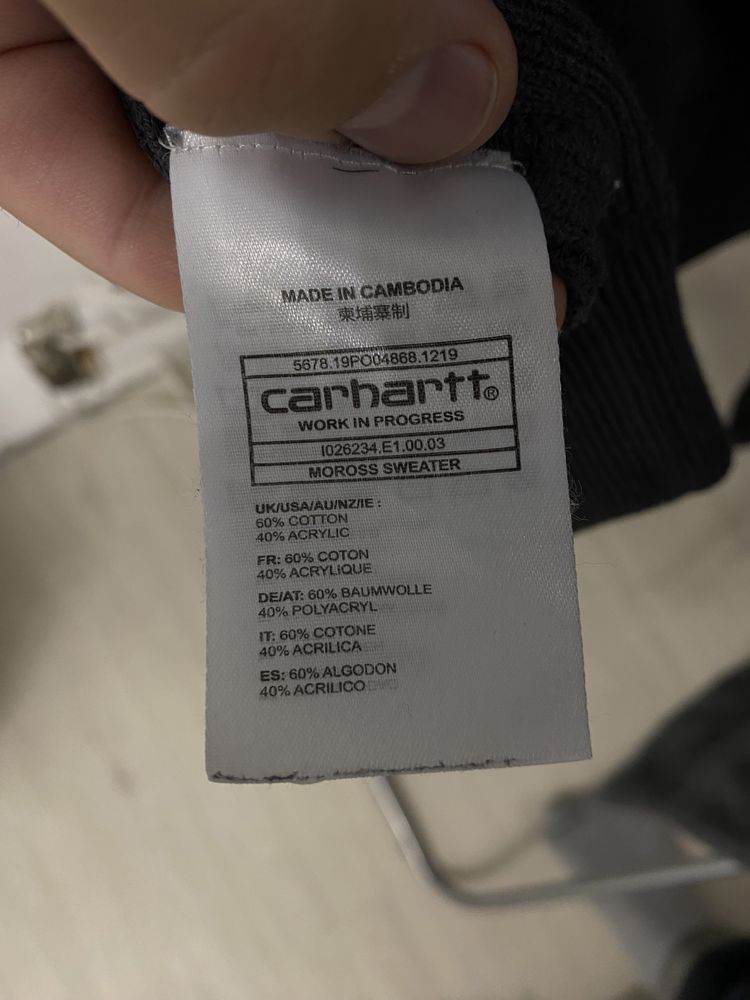 MADE IN CAMBODIA
柬埔寨制
5678.19PO04868.1219
carhartt®
WORK IN PROGRESS
I026234.E1.00.03
MOROSS SWEATER
UK/USA/AU/NZ/IE :
60% COTTON
40% ACRYLIC
FR: 60% COTON
40% ACRYLIQUE
DE/AT: 60% BAUMWOLLE
40% POLYACRYL
IT: 60% COTONE
40% ACRILICA
ES: 60% ALGODON
40% ACRILICO